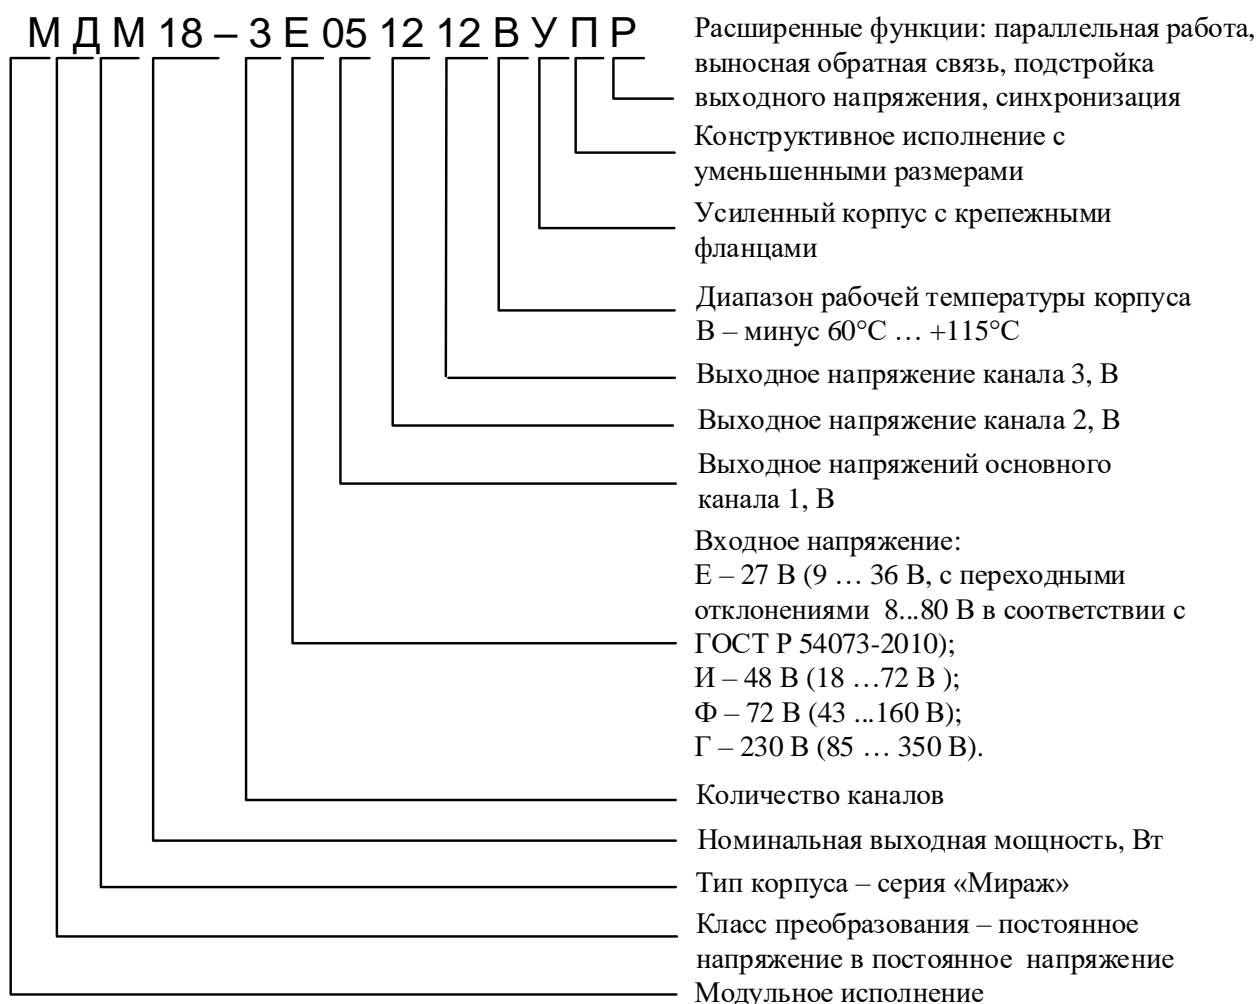 М Д М 18 – 3 Е 05 12 12 В У П Р
Расширенные функции: параллельная работа,
выносная обратная связь, подстройка
выходного напряжения, синхронизация
Конструктивное исполнение с
уменьшенными размерами
Усиленный корпус с крепежными
фланцами
Диапазон рабочей температуры корпуса
В – минус 60°С … +115°С
Выходное напряжение канала 3, В
Выходное напряжение канала 2, В
Выходное напряжений основного
канала 1, В
Входное напряжение:
Е – 27 В (9 … 36 В, с переходными
отклонениями 8...80 В в соответствии с
ГОСТ Р 54073-2010);
И – 48 В (18 …72 В );
Ф – 72 В (43 ...160 В);
Г – 230 В (85 … 350 В).
Количество каналов
Номинальная выходная мощность, Вт
Тип корпуса – серия «Мираж»
Класс преобразования – постоянное
напряжение в постоянное напряжение
Модульное исполнение